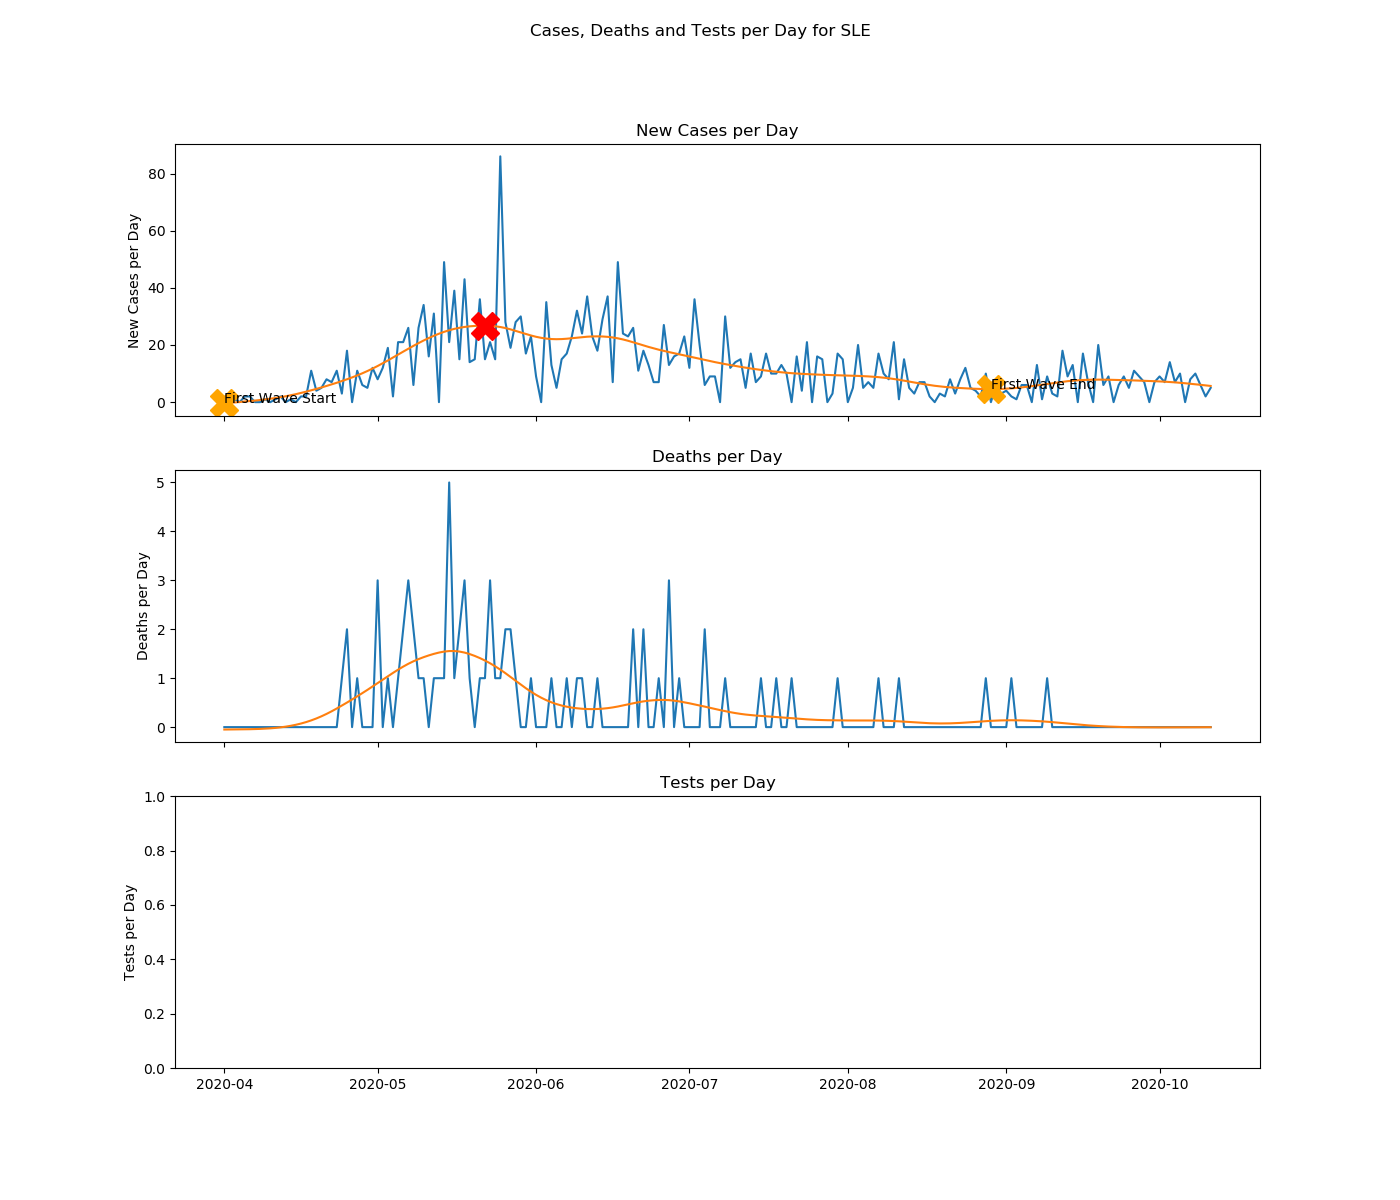 Cases, Deaths and Tests per Day for SLE
New Cases per Day
New Cases per Day
80
60
40
20
0
First Wave Start
First Wave End
Deaths per Day
Deaths per Day
5
4
3
2
1
0
Tests per Day
Tests per Day
1.0
0.8
0.6
0.4
0.2
0.0
2020-04 2020-05 2020-06 2020-07 2020-08 2020-09 2020-10